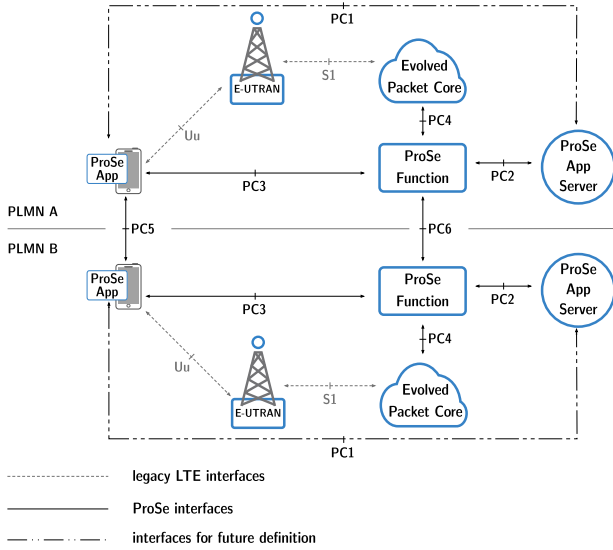 PC1
E-UTRAN
S1
Evolved
Packet Core
Uu
PC4
ProSe
App
PC3
ProSe
Function
PC2
ProSe
App
Server
PLMN A
PC5
PC6
PLMN B
ProSe
App
PC3
ProSe
Function
PC2
ProSe
App
Server
Uu
PC4
E-UTRAN
S1
Evolved
Packet Core
PC1
legacy LTE interfaces
ProSe interfaces
interfaces for future definition